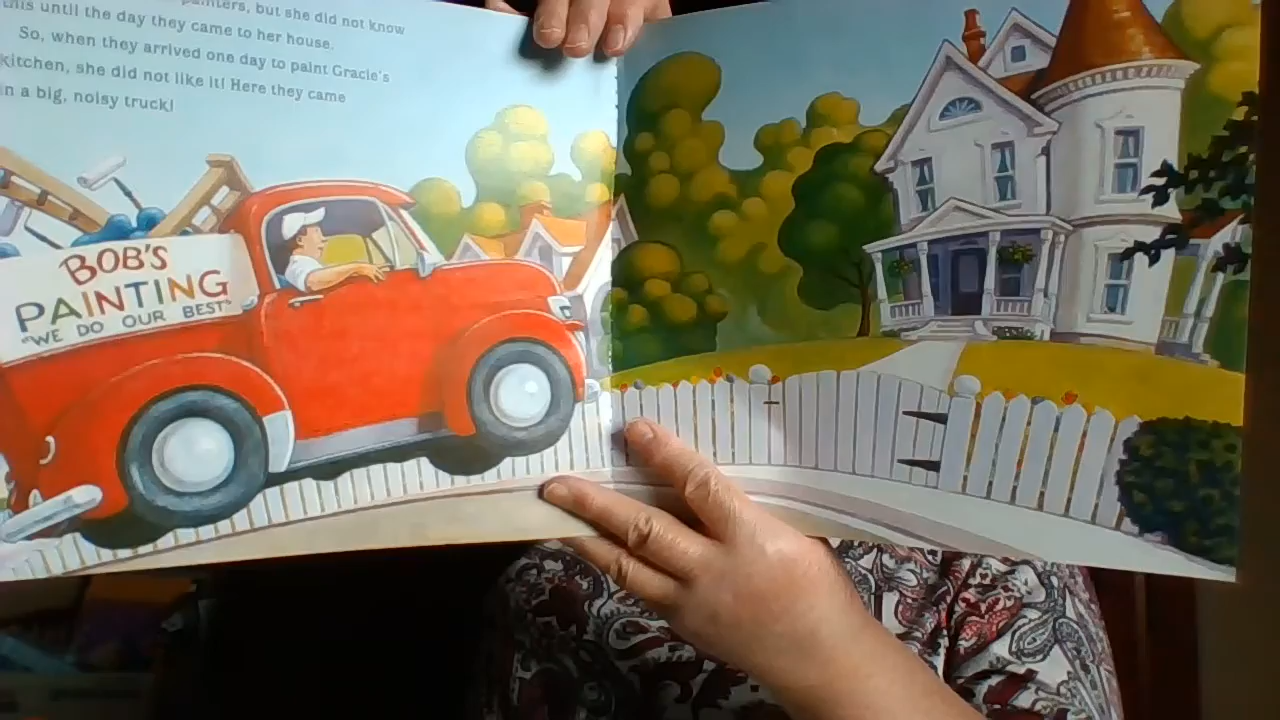 painters, but she did not know
this until the day they came to her house.
So, when they arrived one day to paint Gracie's
kitchen, she did not like it! Here they came
in a big, noisy truck!
BOB'S
PAINTING
"WE DO OUR BEST"